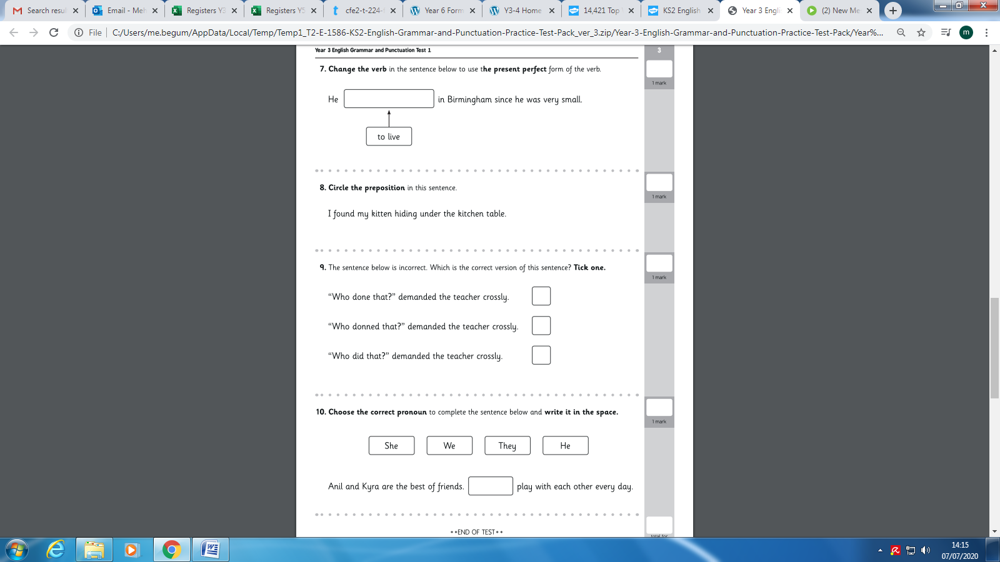 Search resu
Email - Meh
Registers Y3
Registers Y5
cfe2-t-224-
Year 6 Form
Y3-4 Home
14,421 Top
KS2 English
Year 3 Engli
(2) New Me
File
C:/Users/me.begum/AppData/Local/Temp/Temp1_T2-E-1586-KS2-English-Grammar-and-Punctuation-Practice-Test-Pack_ver_3.zip/Year-3-English-Grammar-and-Punctuation-Practice-Test-Pack/Year%...
m
Year 3 English Grammar and Punctuation Test 1
3
7. Change the verb in the sentence below to use the present perfect form of the verb.
1 mark
He in Birmingham since he was very small.
to live
8. Circle the preposition in this sentence.
1 mark
I found my kitten hiding under the kitchen table.
9. The sentence below is incorrect. Which is the correct version of this sentence? Tick one.
1 mark
“Who done that?” demanded the teacher crossly.
“Who donned that?” demanded the teacher crossly.
“Who did that?” demanded the teacher crossly.
10. Choose the correct pronoun to complete the sentence below and write it in the space.
1 mark
She We They He
Anil and Kyra are the best of friends. play with each other every day.
**END OF TEST**
total for
14:15
07/07/2020